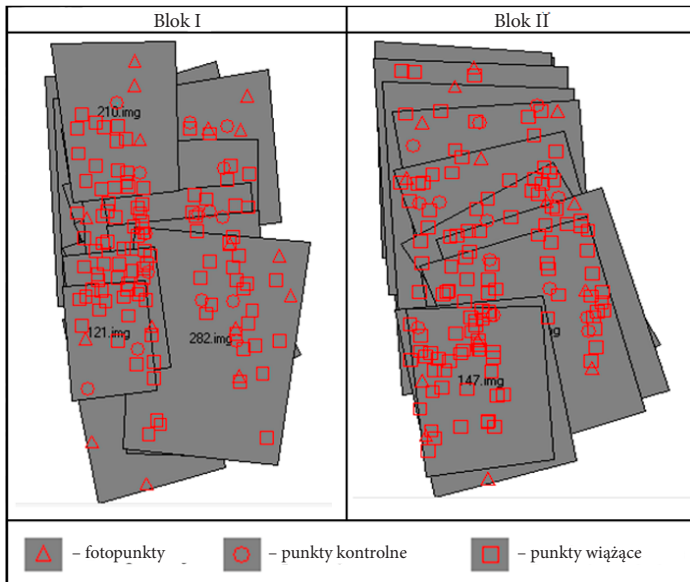 Blok I
Blok II
210.img
121.img
282.img
147.img
– fotopunkty
– punkty kontrolne
– punkty wiążące